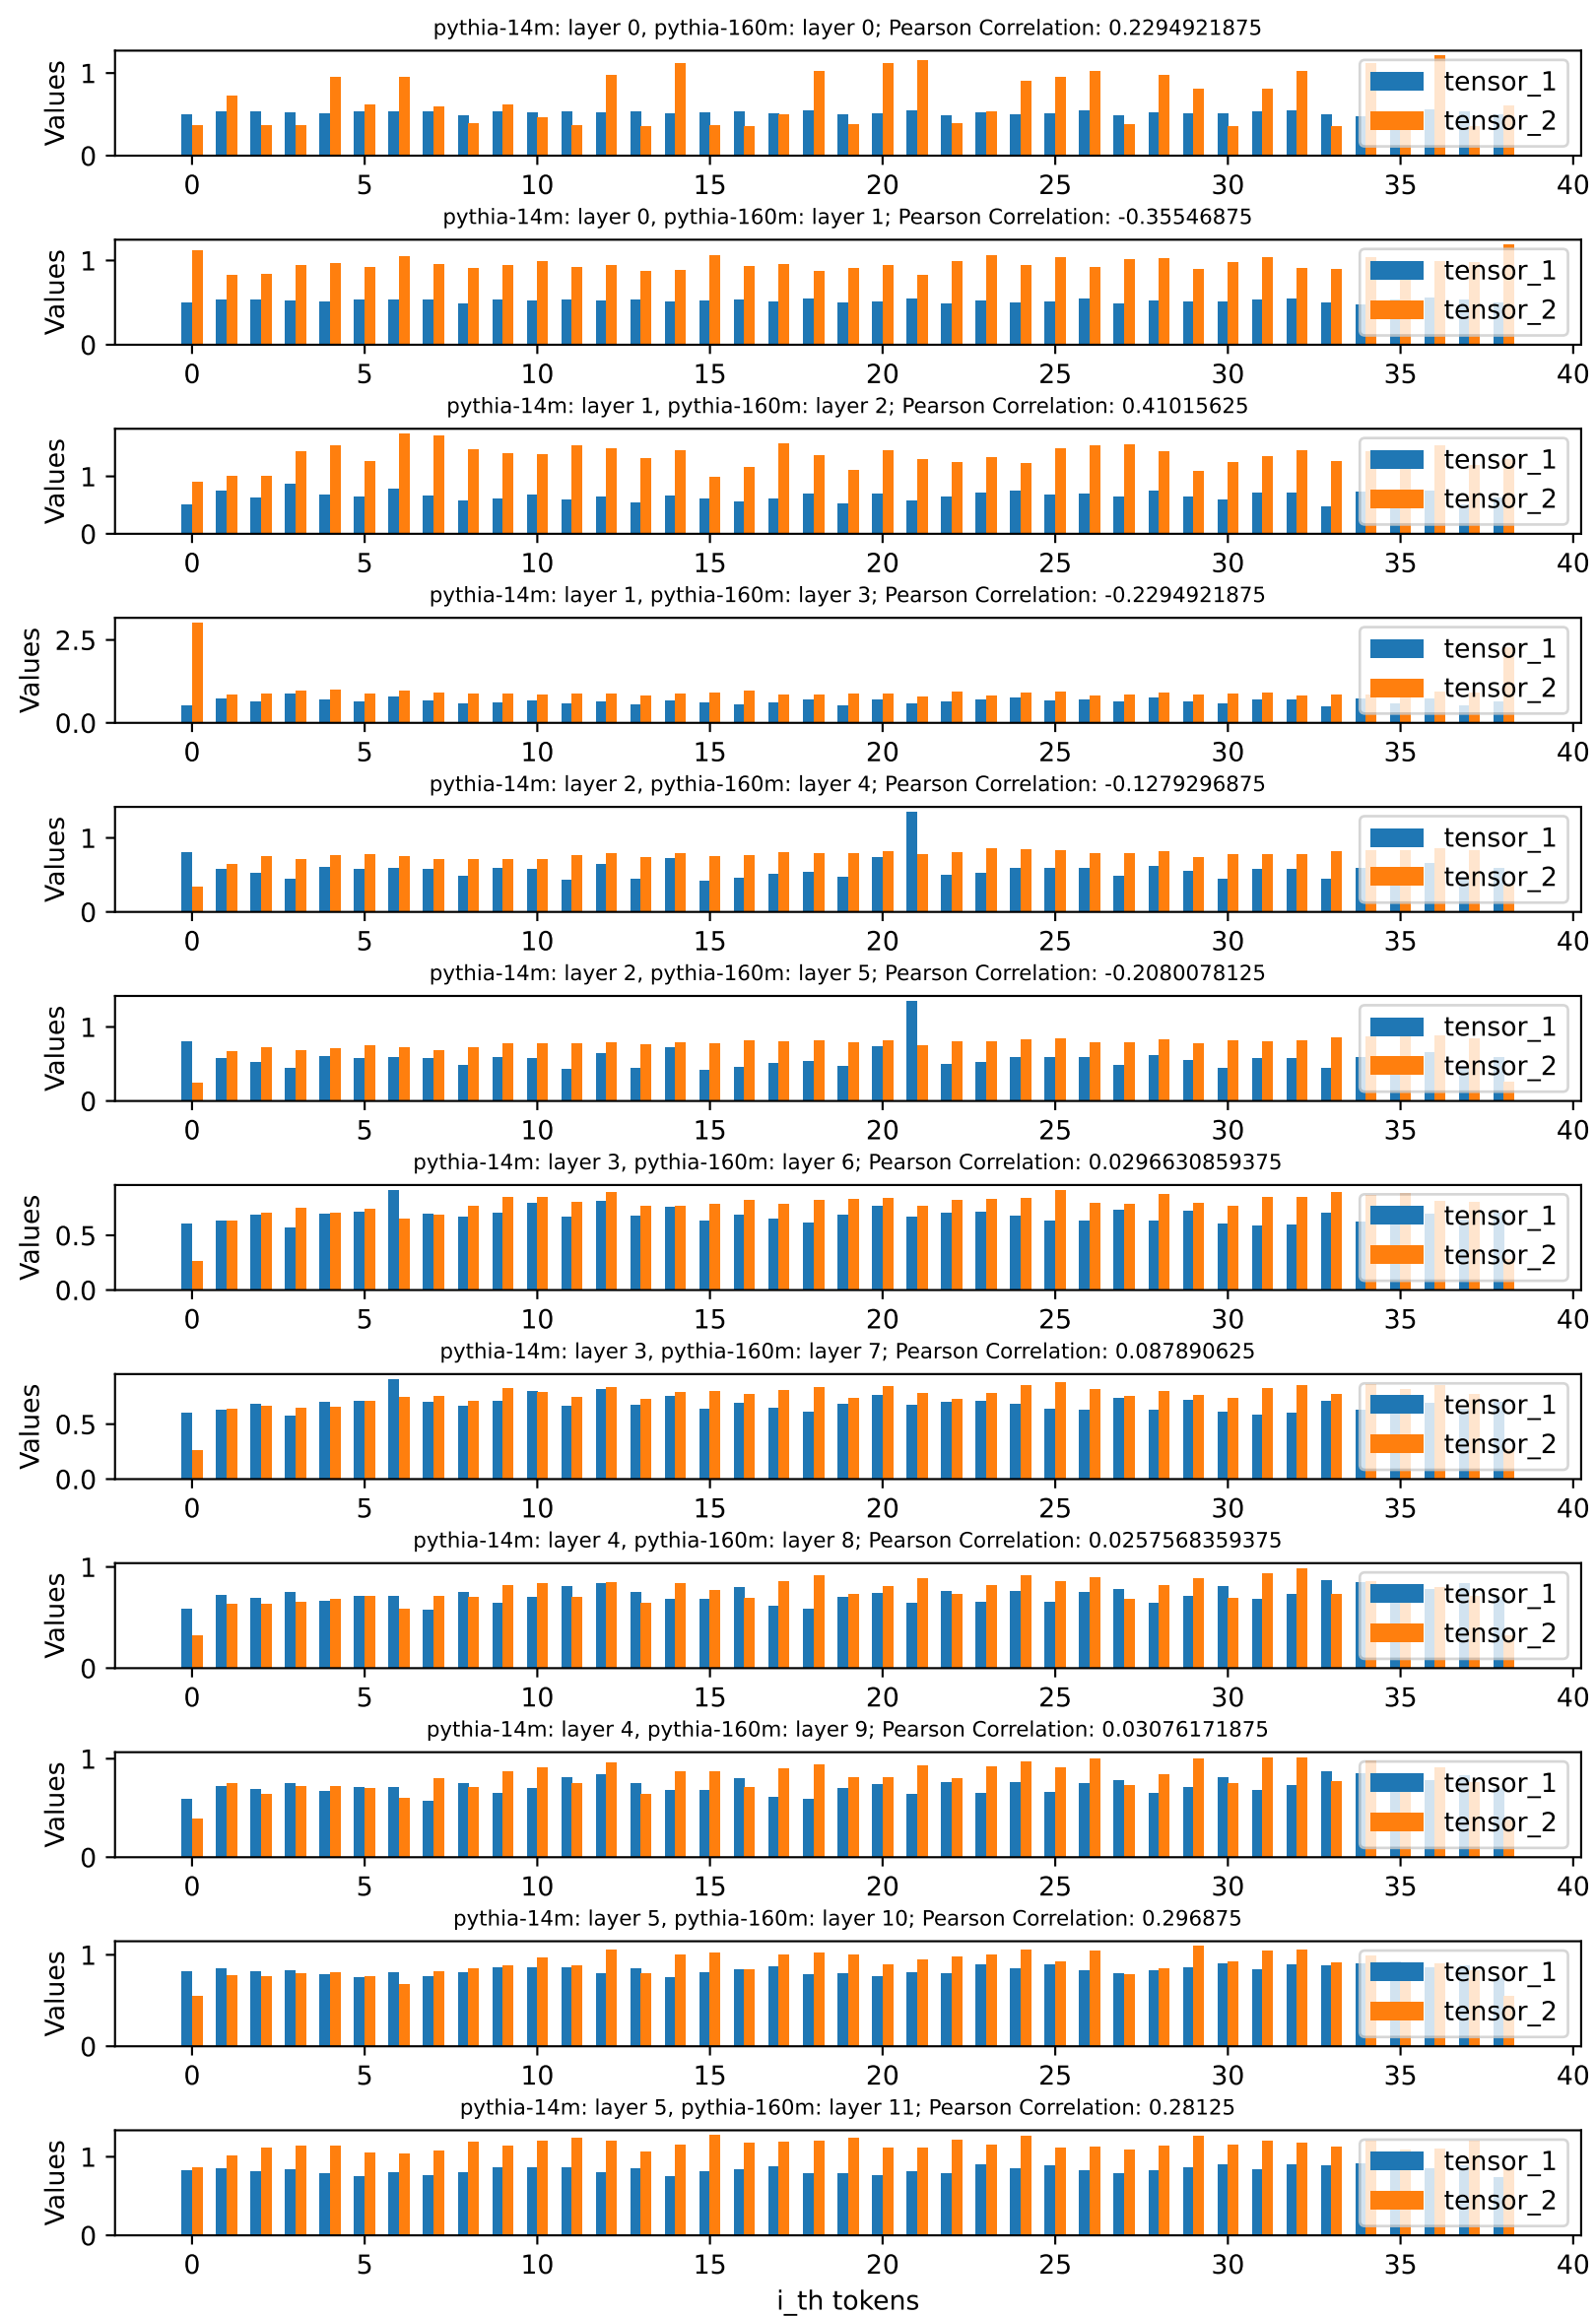 pythia-14m: layer 0, pythia-160m: layer 0; Pearson Correlation: 0.2294921875
Values
1
0
tensor_1
tensor_2
0 5 10 15 20 25 30 35 40
pythia-14m: layer 0, pythia-160m: layer 1; Pearson Correlation: -0.35546875
Values
1
0
tensor_1
tensor_2
0 5 10 15 20 25 30 35 40
pythia-14m: layer 1, pythia-160m: layer 2; Pearson Correlation: 0.41015625
Values
1
0
tensor_1
tensor_2
0 5 10 15 20 25 30 35 40
pythia-14m: layer 1, pythia-160m: layer 3; Pearson Correlation: -0.2294921875
Values
2.5
0.0
tensor_1
tensor_2
0 5 10 15 20 25 30 35 40
pythia-14m: layer 2, pythia-160m: layer 4; Pearson Correlation: -0.1279296875
Values
1
0
tensor_1
tensor_2
0 5 10 15 20 25 30 35 40
pythia-14m: layer 2, pythia-160m: layer 5; Pearson Correlation: -0.2080078125
Values
1
0
tensor_1
tensor_2
0 5 10 15 20 25 30 35 40
pythia-14m: layer 3, pythia-160m: layer 6; Pearson Correlation: 0.0296630859375
Values
0.5
0.0
tensor_1
tensor_2
0 5 10 15 20 25 30 35 40
pythia-14m: layer 3, pythia-160m: layer 7; Pearson Correlation: 0.087890625
Values
0.5
0.0
tensor_1
tensor_2
0 5 10 15 20 25 30 35 40
pythia-14m: layer 4, pythia-160m: layer 8; Pearson Correlation: 0.0257568359375
Values
1
0
tensor_1
tensor_2
0 5 10 15 20 25 30 35 40
pythia-14m: layer 4, pythia-160m: layer 9; Pearson Correlation: 0.03076171875
Values
1
0
tensor_1
tensor_2
0 5 10 15 20 25 30 35 40
pythia-14m: layer 5, pythia-160m: layer 10; Pearson Correlation: 0.296875
Values
1
0
tensor_1
tensor_2
0 5 10 15 20 25 30 35 40
pythia-14m: layer 5, pythia-160m: layer 11; Pearson Correlation: 0.28125
Values
1
0
tensor_1
tensor_2
0 5 10 15 20 25 30 35 40
i_th tokens